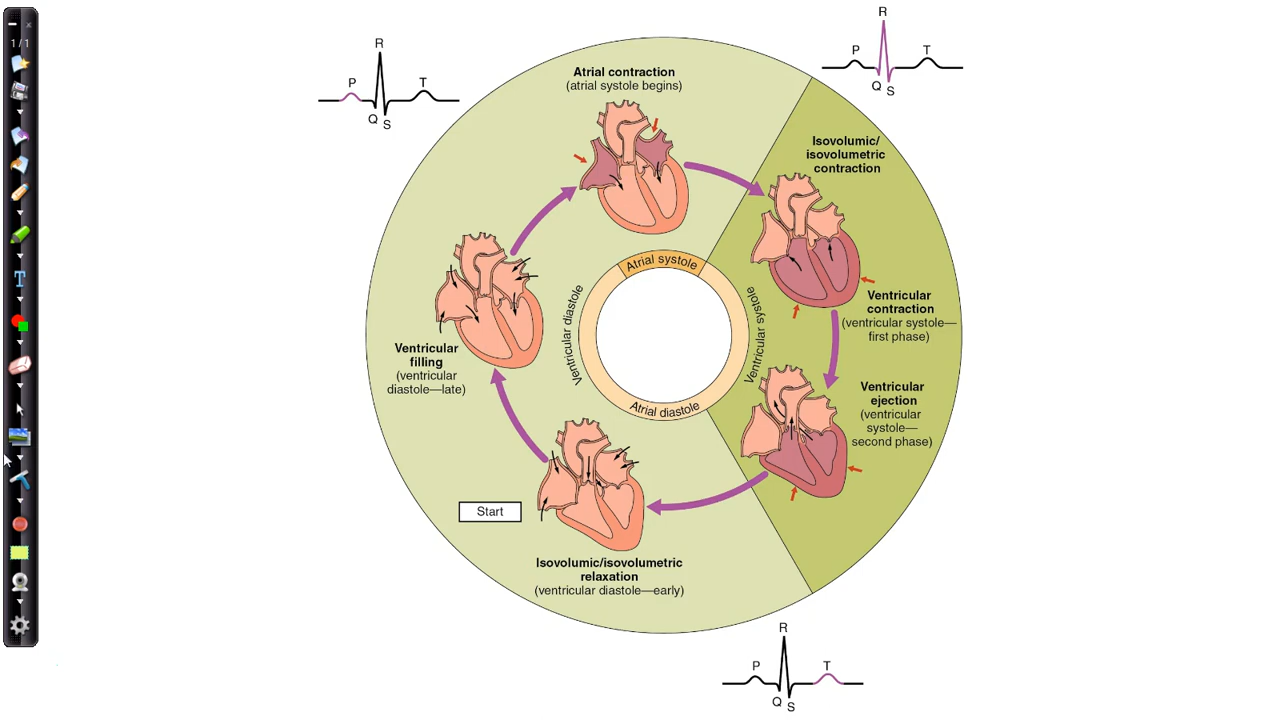 1/1
R
P
T
Q
S
R
P
T
Q
S
Atrial contraction
(atrial systole begins)
Isovolumic/
isovolumetric
contraction
Ventricular
contraction
(ventricular systole—
first phase)
Ventricular
ejection
(ventricular
systole—
second phase)
Isovolumic/isovolumetric
relaxation
(ventricular diastole—early)
Start
Ventricular
filling
(ventricular
diastole—late)
Atrial systole
Ventricular systole
Atrial diastole
Ventricular diastole
R
P
T
Q
S
T